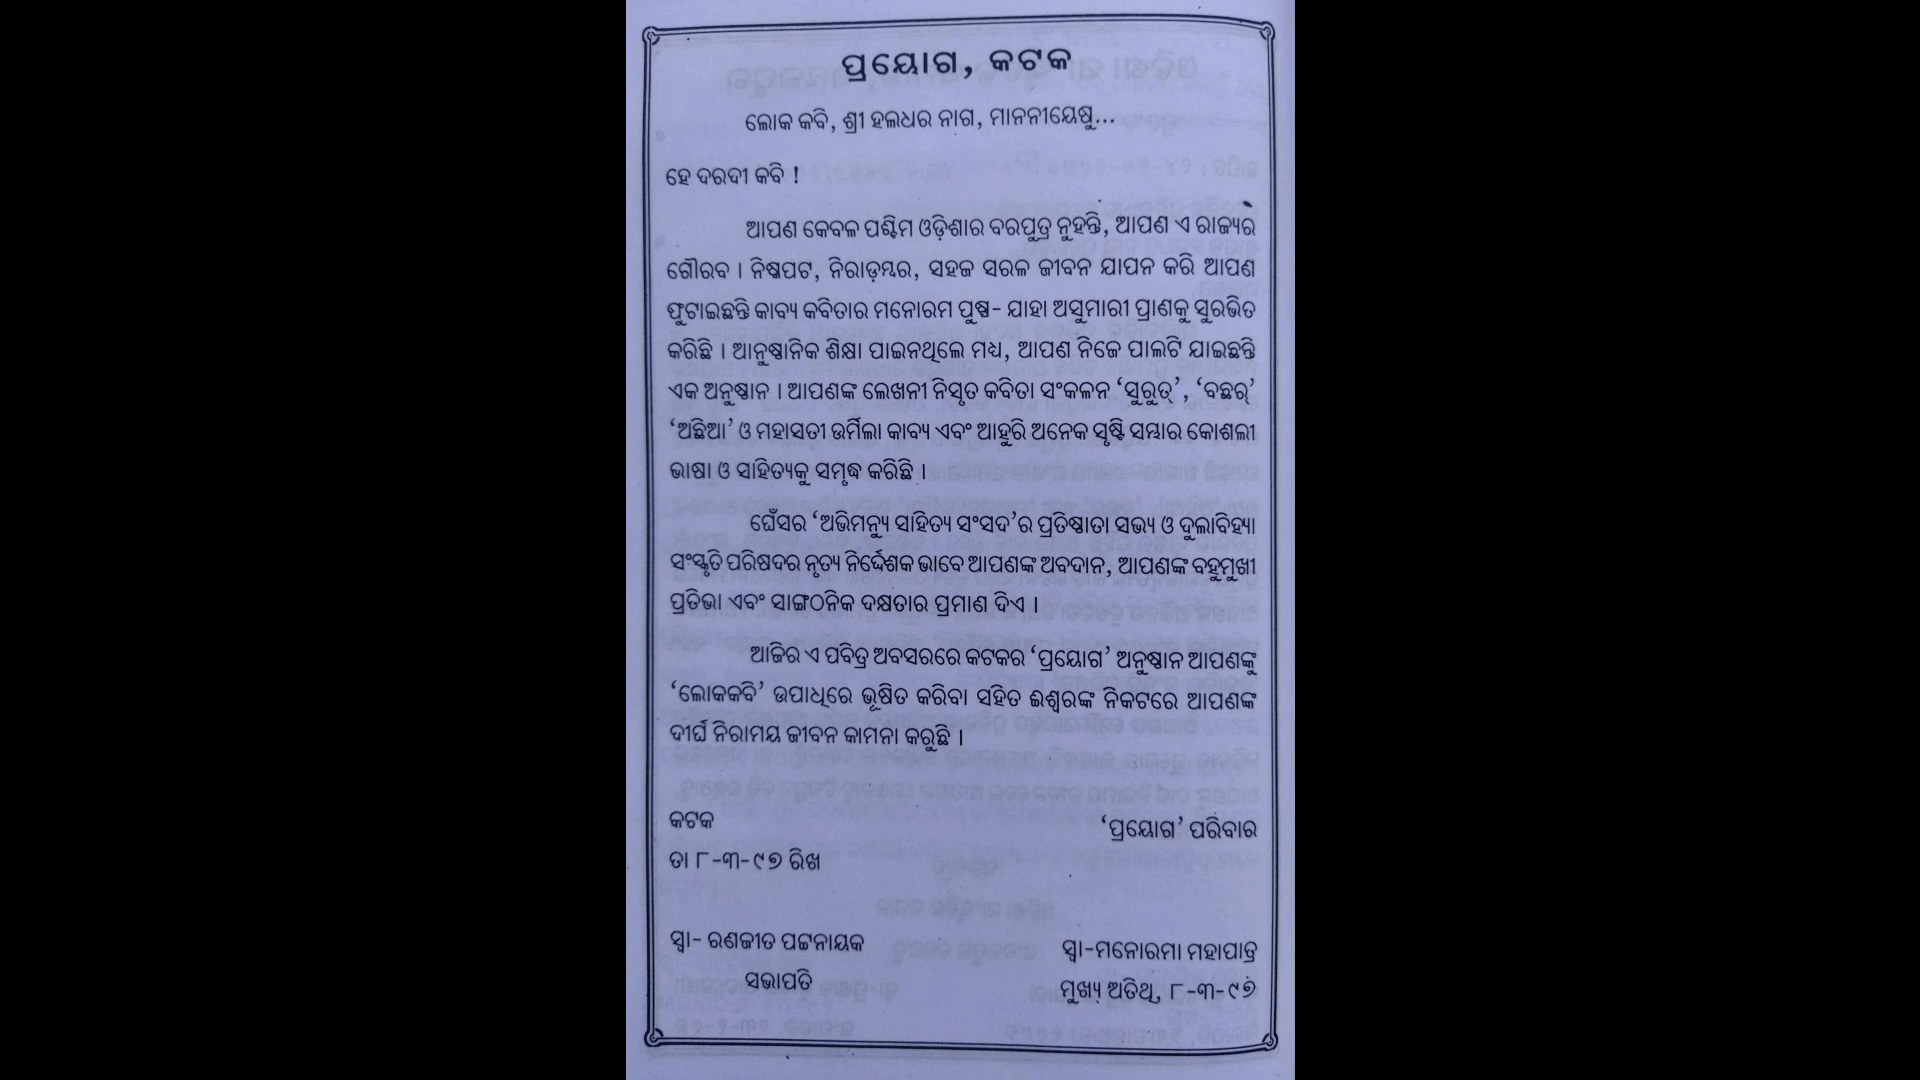 ପ୍ରୟୋଗ, କଟକ
ଲୋକ କବି, ଶ୍ରୀ ହଲଧର ନାଗ, ମାନନୀୟେଷୁ...
ହେ ଦରଦୀ କବି !
ଆପଣ କେବଳ ପଶ୍ଚିମ ଓଡ଼ିଶାର ବରପୁତ୍ର ନୁହନ୍ତି, ଆପଣ ଏ ରାଜ୍ୟର
ଗୌରବ । ନିଷ୍କପଟ, ନିରାଡ଼ମ୍ବର, ସହଜ ସରଳ ଜୀବନ ଯାପନ କରି ଆପଣ
ଫୁଟାଇଛନ୍ତି କାବ୍ୟ କବିତାର ମନୋରମ ପୁଷ୍ପ- ଯାହା ଅସୁମାରୀ ପ୍ରାଣକୁ ସୁରଭିତ
କରିଛି । ଆନୁଷ୍ଠାନିକ ଶିକ୍ଷା ପାଇନଥିଲେ ମଧ୍ୟ, ଆପଣ ନିଜେ ପାଲଟି ଯାଇଛନ୍ତି
ଏକ ଅନୁଷ୍ଠାନ । ଆପଣଙ୍କ ଲେଖନୀ ନିସୃତ କବିତା ସଂକଳନ ‘ସୁରୁତ୍’, ‘ବଛର୍’
‘ଅଛିଆ’ ଓ ମହାସତୀ ଉର୍ମିଳା କାବ୍ୟ ଏବଂ ଆହୁରି ଅନେକ ସୃଷ୍ଟି ସମ୍ଭାର କୋଶଲୀ
ଭାଷା ଓ ସାହିତ୍ୟକୁ ସମୃଦ୍ଧ କରିଛି ।
ଘେଁସର ‘ଅଭିମନ୍ୟୁ ସାହିତ୍ୟ ସଂସଦ’ର ପ୍ରତିଷ୍ଠାତା ସଭ୍ୟ ଓ ଦୁଲାବିହ୍ୟା
ସଂସ୍କୃତି ପରିଷଦର ନୃତ୍ୟ ନିର୍ଦ୍ଦେଶକ ଭାବେ ଆପଣଙ୍କ ଅବଦାନ, ଆପଣଙ୍କ ବହୁମୁଖୀ
ପ୍ରତିଭା ଏବଂ ସାଙ୍ଗଠନିକ ଦକ୍ଷତାର ପ୍ରମାଣ ଦିଏ ।
ଆଜିର ଏ ପବିତ୍ର ଅବସରରେ କଟକର ‘ପ୍ରୟୋଗ’ ଅନୁଷ୍ଠାନ ଆପଣଙ୍କୁ
‘ଲୋକକବି’ ଉପାଧିରେ ଭୂଷିତ କରିବା ସହିତ ଈଶ୍ୱରଙ୍କ ନିକଟରେ ଆପଣଙ୍କ
ଦୀର୍ଘ ନିରାମୟ ଜୀବନ କାମନା କରୁଛି ।
କଟକ
‘ପ୍ରୟୋଗ’ ପରିବାର
ତା ୮-୩-୯୭ ରିଖ
ସ୍ୱା- ରଣଜୀତ ପଟ୍ଟନାୟକ
ସ୍ୱା-ମନୋରମା ମହାପାତ୍ର
ସଭାପତି
ମୁଖ୍ୟ ଅତିଥି, ୮-୩-୯୭